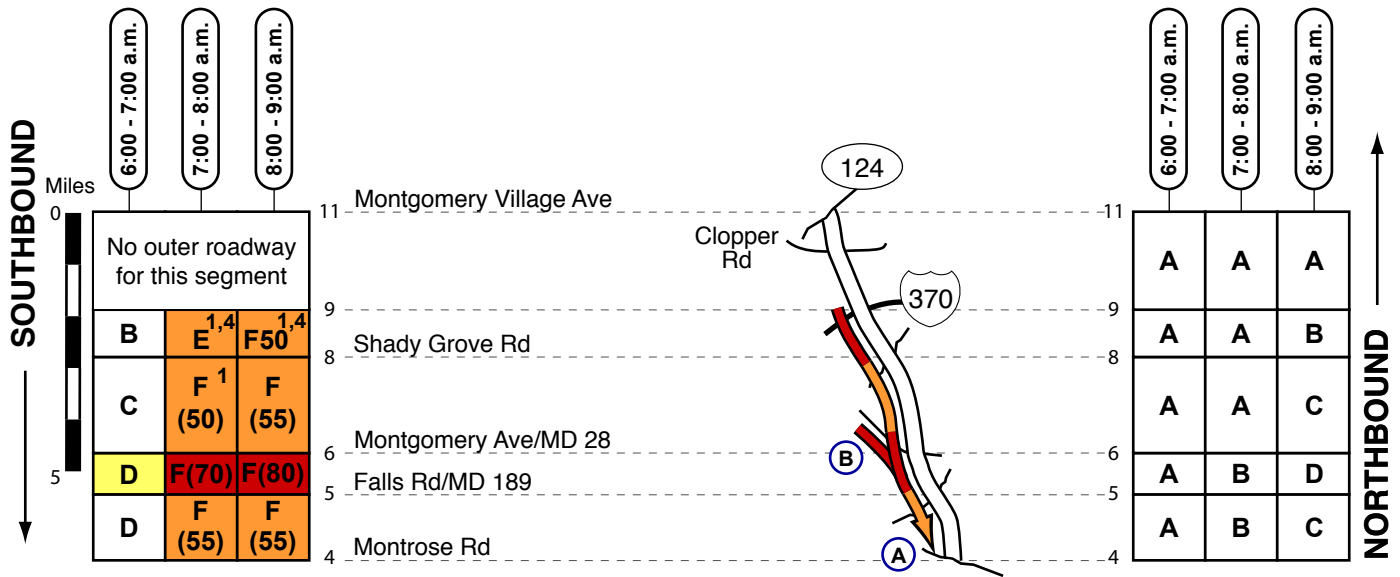 6:00 - 7:00 a.m.
7:00 - 8:00 a.m.
8:00 - 9:00 a.m.
SOUTHBOUND
Miles
0
5
No outer roadway
for this segment
B
E 1,4
F50 1,4
C
F 1
(50)
F
(55)
D
F(70)
F(80)
D
F
(55)
F
(55)
11
Montgomery Village Ave
9
8
Shady Grove Rd
6
Montgomery Ave/MD 28
5
Falls Rd/MD 189
4
Montrose Rd
124
Clopper
Rd
370
B
A
6:00 - 7:00 a.m.
7:00 - 8:00 a.m.
8:00 - 9:00 a.m.
NORTHBOUND
11
A
A
A
9
A
A
B
8
A
A
C
6
A
B
D
5
A
B
C
4